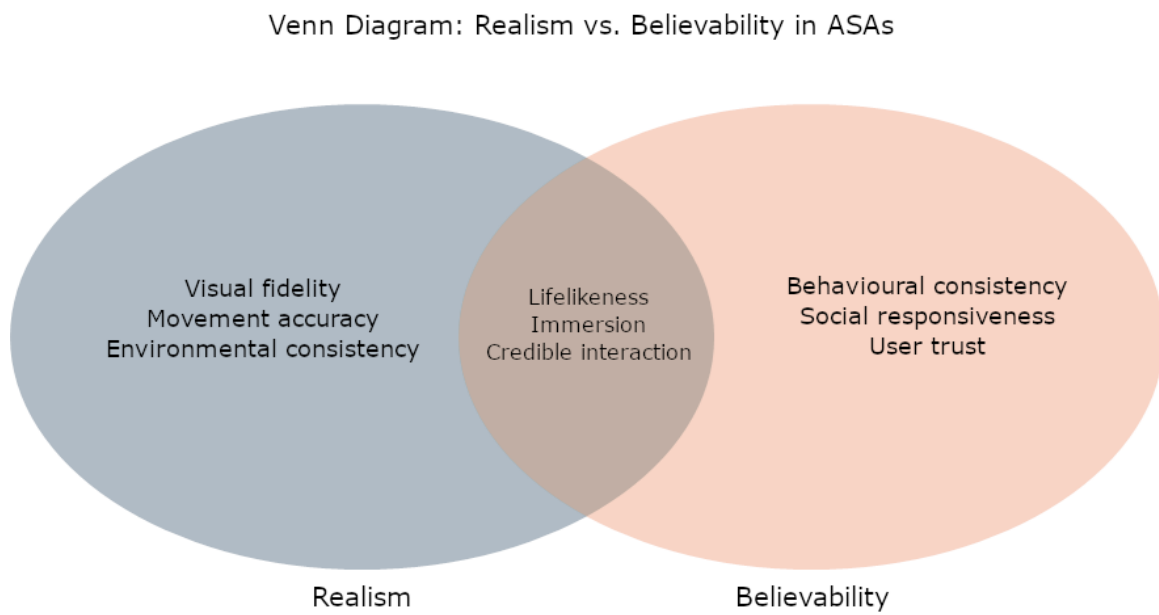 Venn Diagram: Realism vs. Believability in ASAs
Visual fidelity
Movement accuracy
Environmental consistency
Lifelikeness
Immersion
Credible interaction
Behavioural consistency
Social responsiveness
User trust
Realism
Believability